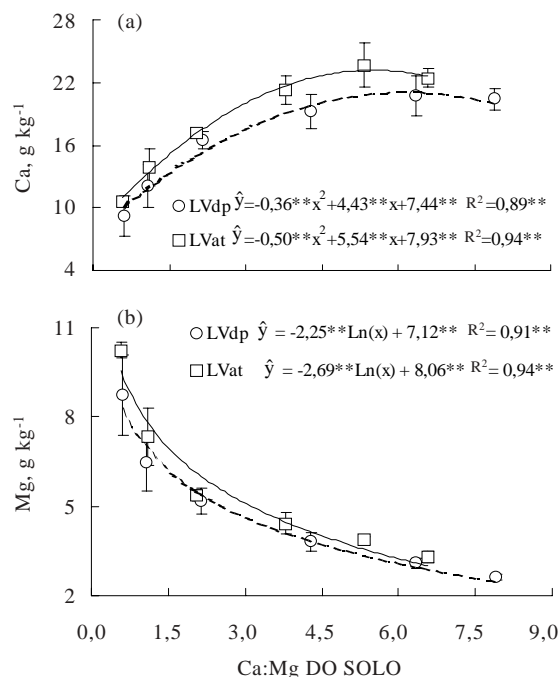 28
(a)
22
Ca, g kg-1
16
10
LVdp ŷ=-0,36**x2+4,43**x+7,44** R2=0,89**
LVat ŷ=-0,50**x2+5,54**x+7,93** R2=0,94**
4
(b)
11
LVdp ŷ = -2,25**Ln(x) + 7,12** R2= 0,91**
LVat ŷ = -2,69**Ln(x) + 8,06** R2= 0,94**
8
Mg, g kg-1
5
2
0,0 1,5 3,0 4,5 6,0 7,5 9,0
Ca:Mg DO SOLO